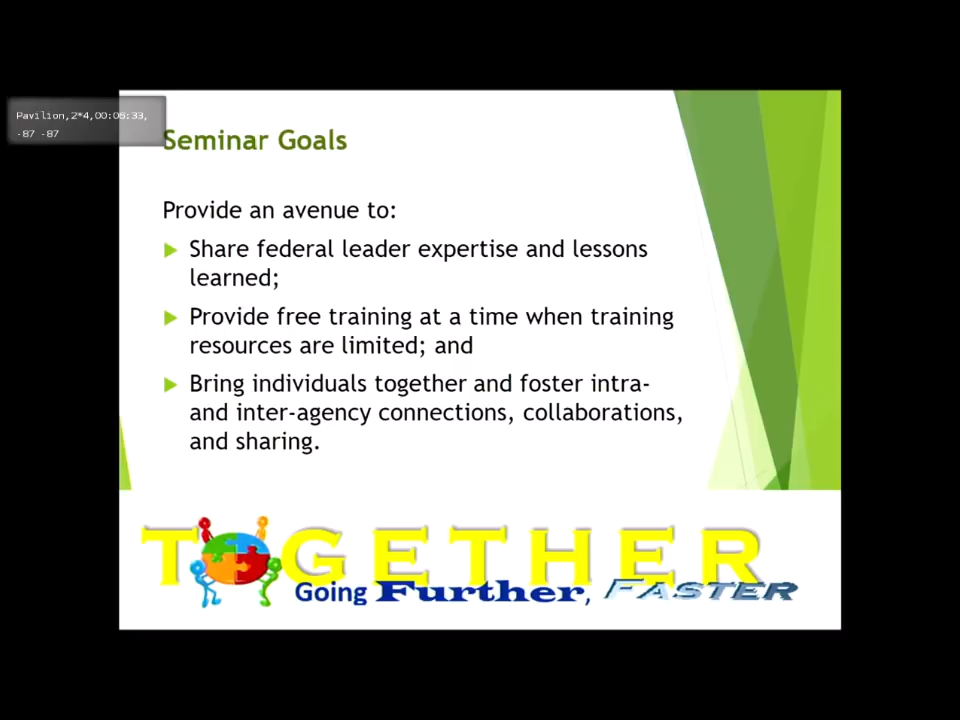 Pavilion,2*4,00:06:33,
-87 -87
Seminar Goals
Provide an avenue to:
Share federal leader expertise and lessons
learned;
Provide free training at a time when training
resources are limited; and
Bring individuals together and foster intra-
and inter-agency connections, collaborations,
and sharing.
TOGETHER
Going Further, FASTER